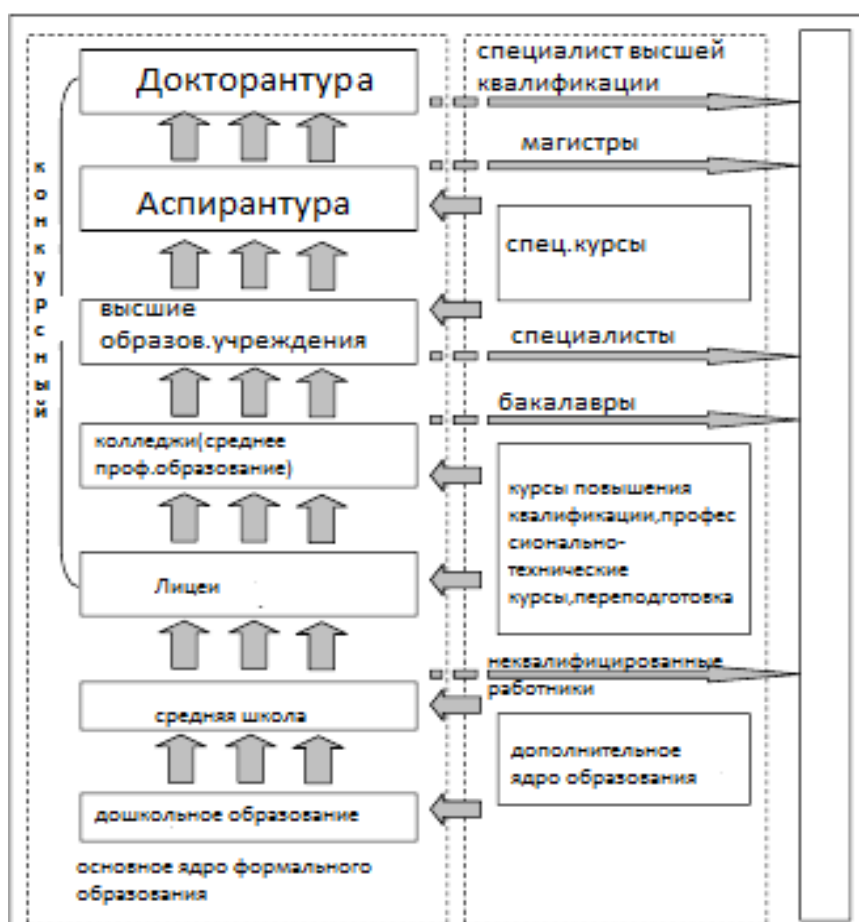 Докторантура
специалист высшей
квалификации
магистры
Аспирантура
спец.курсы
конкурсный
высшие
образов.учреждения
специалисты
бакалавры
колледжи(среднее
проф.образование)
курсы повышения
квалификации,профес
сионально-
технические
курсы,переподготовка
Лицеи
неквалифицированные
работники
средняя школа
дополнительное
ядро образования
дошкольное образование
основное ядро формального
образования